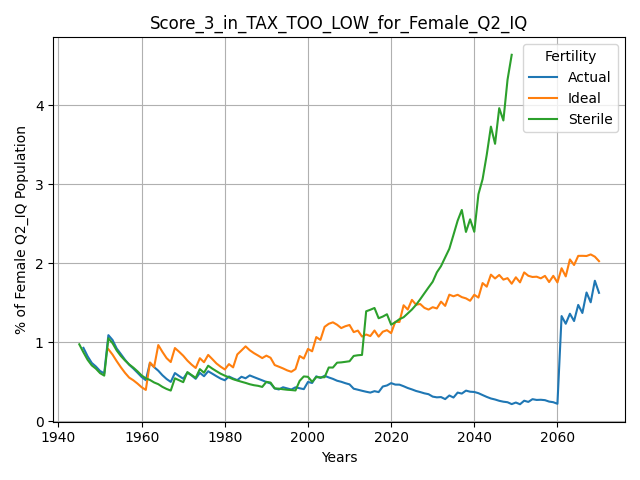 Score_3_in_TAX_TOO_LOW_for_Female_Q2_IQ
Fertility
Actual
Ideal
Sterile
% of Female Q2_IQ Population
4
3
2
1
0
1940
1960
1980
2000
2020
2040
2060
Years